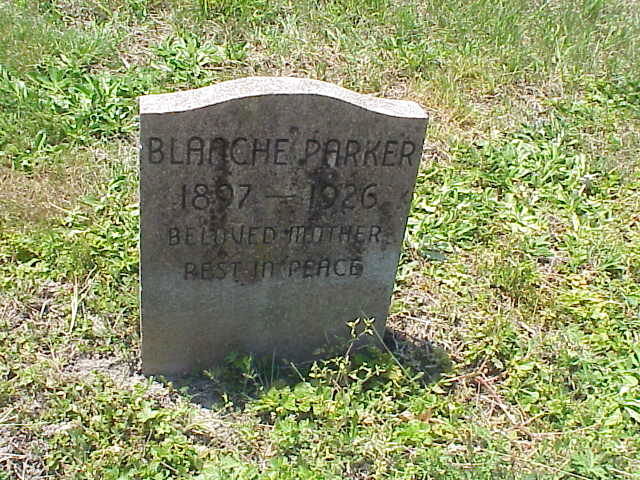 BLANCHE PARKER
1897 — 1926
BELOVED MOTHER
REST IN PEACE